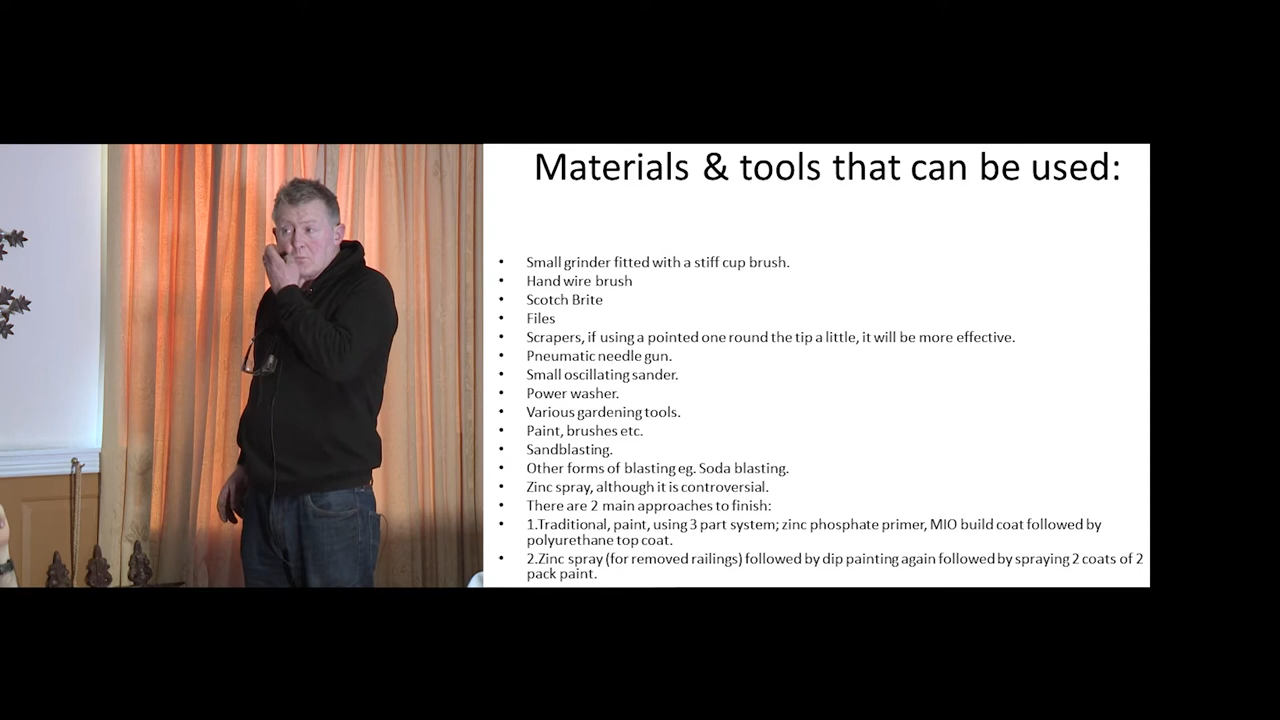 Materials & tools that can be used:
• Small grinder fitted with a stiff cup brush.
• Hand wire brush
• Scotch Brite
• Files
• Scrapers, if using a pointed one round the tip a little, it will be more effective.
• Pneumatic needle gun.
• Small oscillating sander.
• Power washer.
• Various gardening tools.
• Paint, brushes etc.
• Sandblasting.
• Other forms of blasting eg. Soda blasting.
• Zinc spray, although it is controversial.
• There are 2 main approaches to finish:
• 1.Traditional, paint, using 3 part system; zinc phosphate primer, MIO build coat followed by
polyurethane top coat.
• 2.Zinc spray (for removed railings) followed by dip painting again followed by spraying 2 coats of 2
pack paint.